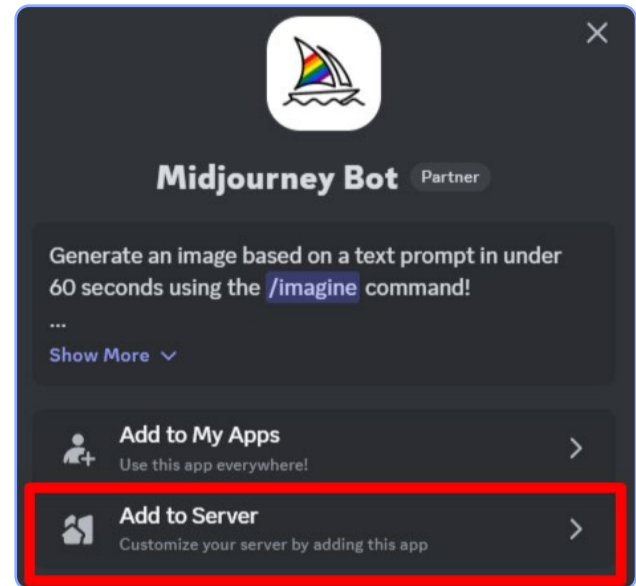 Midjourney Bot Partner
Generate an image based on a text prompt in under
60 seconds using the /imagine command!
...
Show More
Add to My Apps
Use this app everywhere!
Add to Server
Customize your server by adding this app